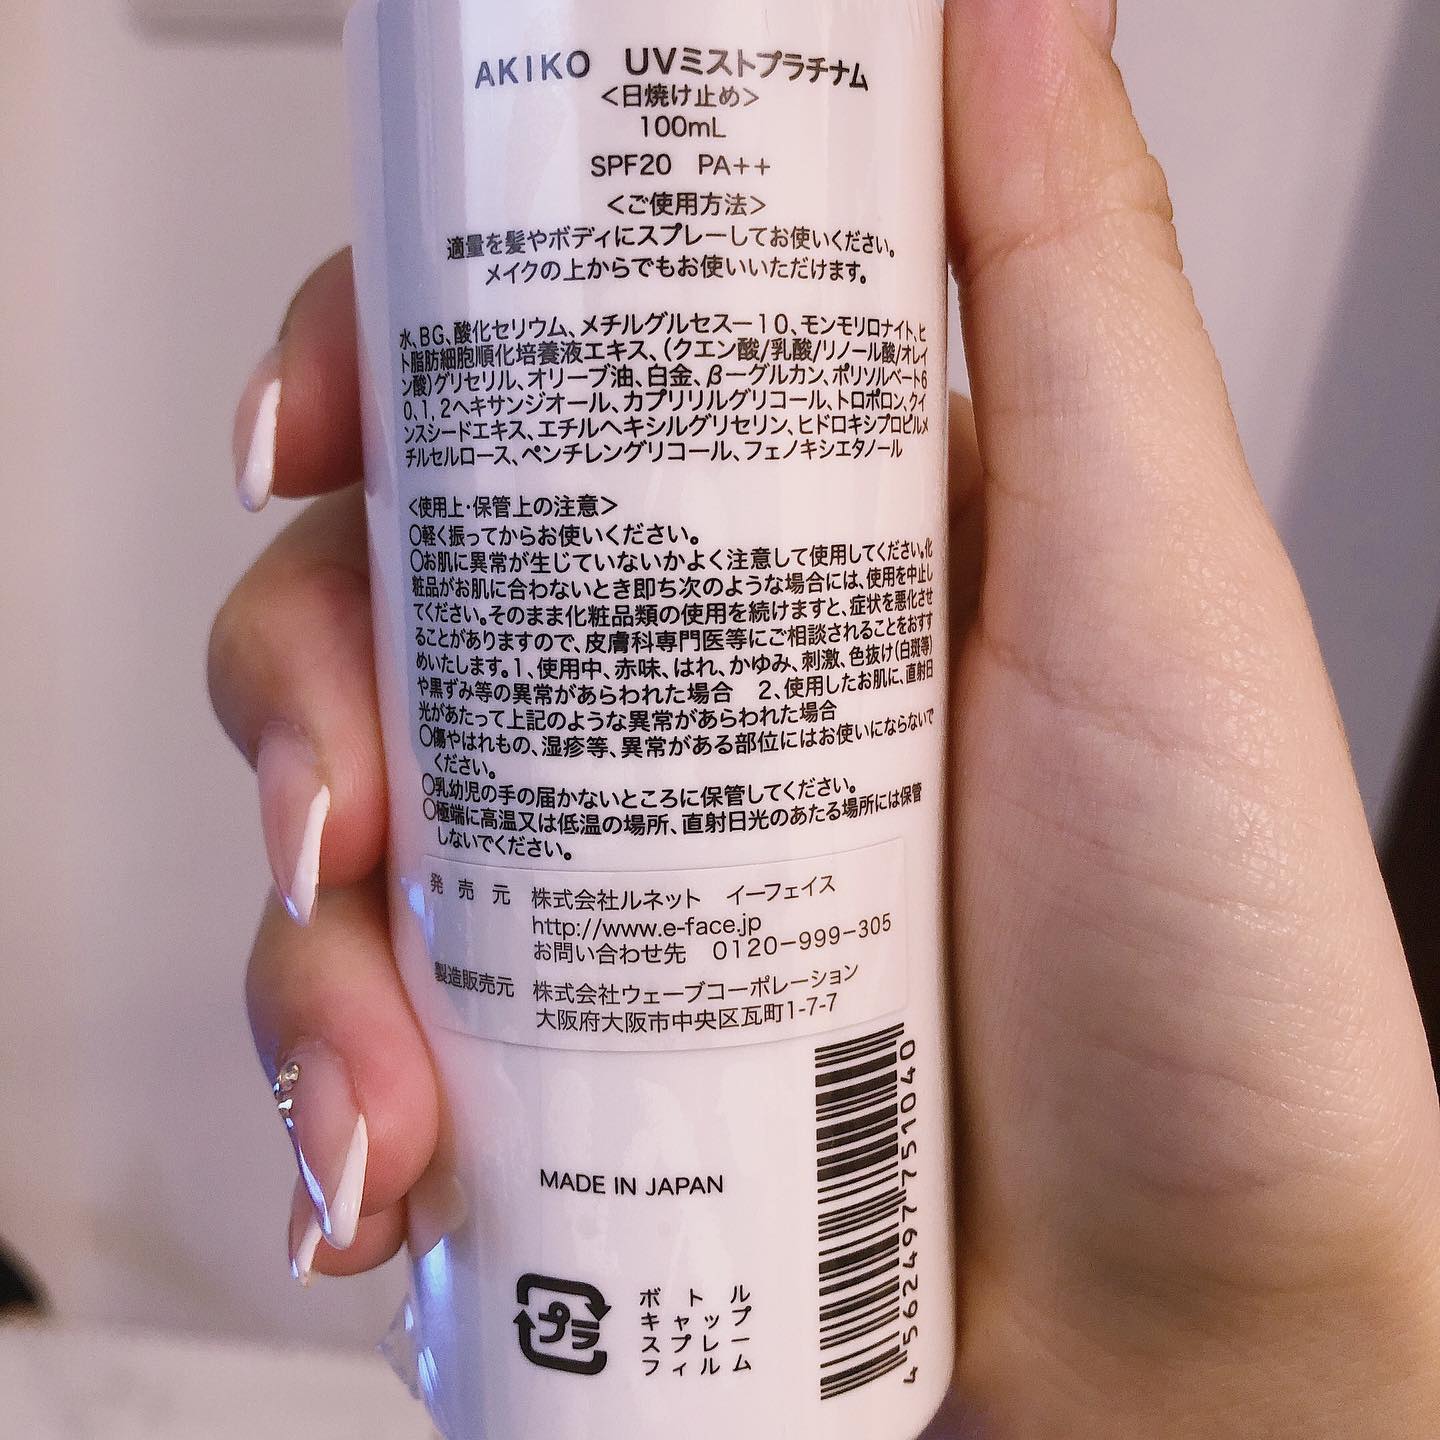 AKIKO UVミストプラチナム
<日焼け止め>
100mL
SPF20 PA++
<ご使用方法>
適量を髪やボディにスプレーしてお使いください。
メイクの上からでもお使いいただけます。
水、BG、酸化セリウム、メチルグルセスー10、モンモリロナイト、ヒ
ト脂肪細胞順化培養液エキス、(クエン酸/乳酸/リノール酸/オレイ
ン酸)グリセリル、オリーブ油、白金、βーグルカン、ポリソルベート6
0、1,2ヘキサンジオール、カプリリルグリコール、トロポロン、クイ
ンスシードエキス、エチルヘキシルグリセリン、ヒドロキシプロピルメ
チルセルロース、ペンチレングリコール、フェノキシエタノール
<使用上・保管上の注意>
○軽く振ってからお使いください。
○お肌に異常が生じていないかよく注意して使用してください。化
粧品がお肌に合わないとき即ち次のような場合には、使用を中止し
てください。そのまま化粧品類の使用を続けますと、症状を悪化させ
ることがありますので、皮膚科専門医等にご相談されることをおすす
めいたします。1、使用中、赤味、はれ、かゆみ、刺激、色抜け(白斑等)
や黒ずみ等の異常があらわれた場合 2、使用したお肌に、直射日
光があたって上記のような異常があらわれた場合
○傷やはれもの、湿疹等、異常がある部位にはお使いにならないで
ください。
○乳幼児の手の届かないところに保管してください。
○極端に高温又は低温の場所、直射日光のあたる場所には保管
しないでください。
発売元 株式会社ルネット イーフェイス
http://www.e-face.jp
お問い合わせ先 0120-999-305
製造販売元 株式会社ウェーブコーポレーション
大阪府大阪市中央区瓦町1-7-7
4562497751040
MADE IN JAPAN
プラ
ボトル
キャップ
スプレー
フィルム